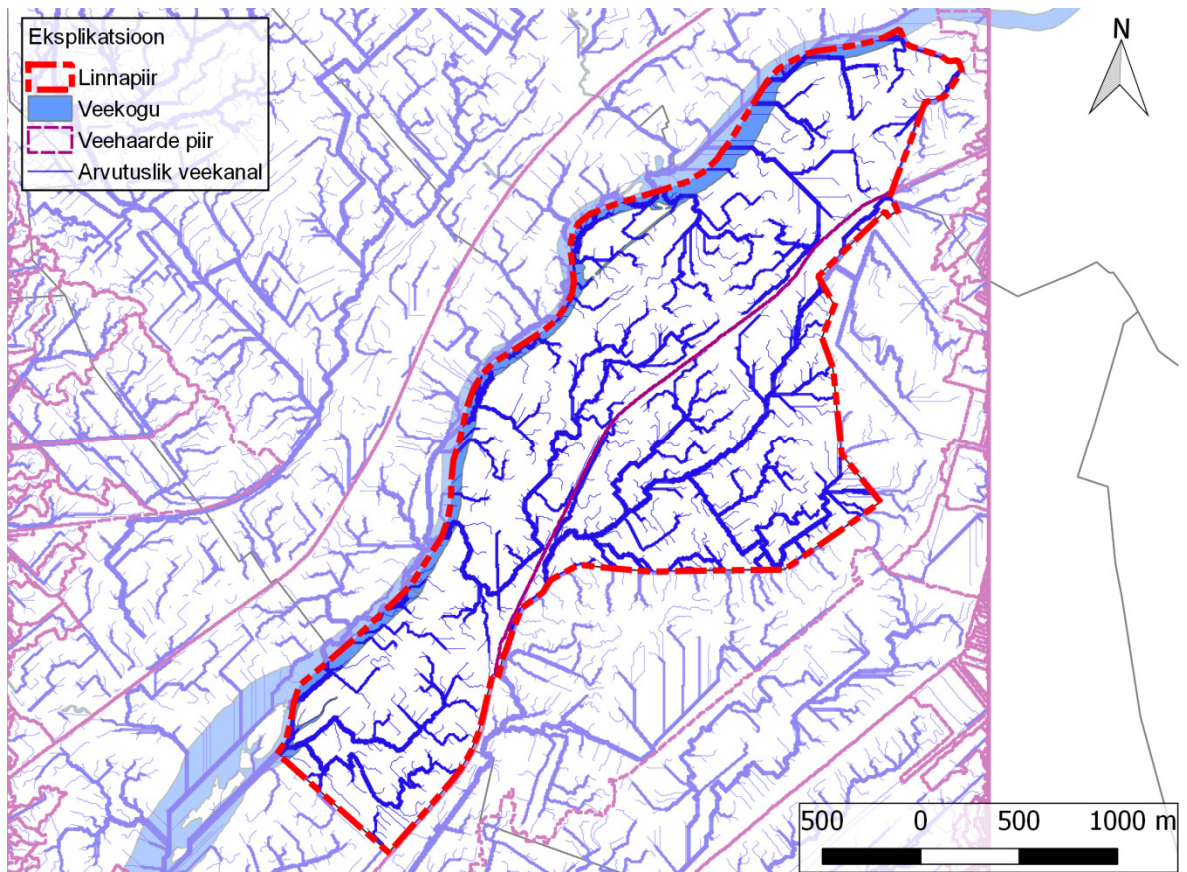 Eksplikatsioon
Linnapiir
Veekogu
Veehaarde piir
Arvutuslik veekanal
N
500 0 500 1000 m